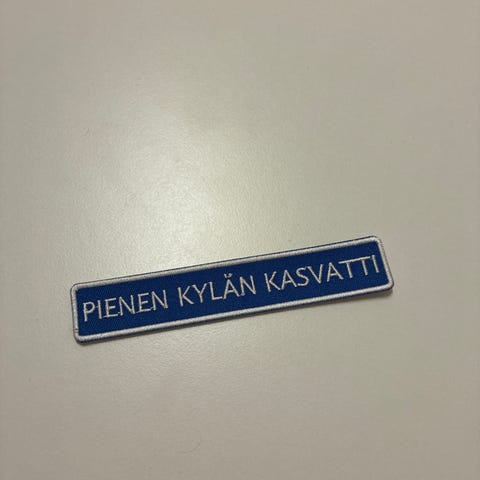 PIENEN KYLÄN KASVATTI